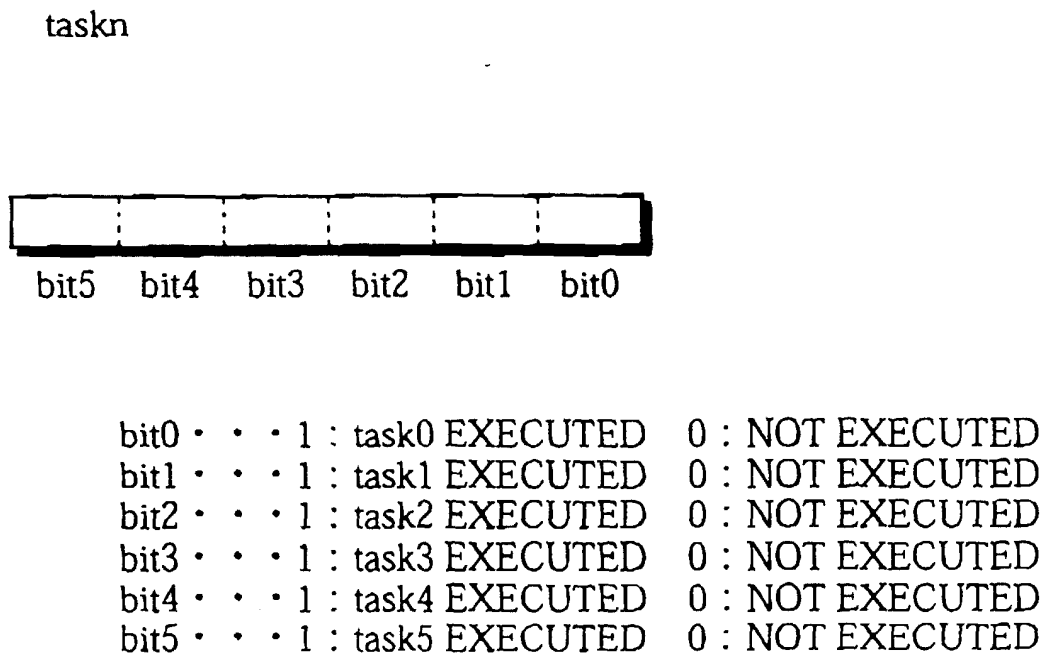 taskn
bit5 bit4 bit3 bit2 bit1 bit0
bit0 · · · 1 : task0 EXECUTED 0 : NOT EXECUTED
bit1 · · · 1 : task1 EXECUTED 0 : NOT EXECUTED
bit2 · · · 1 : task2 EXECUTED 0 : NOT EXECUTED
bit3 · · · 1 : task3 EXECUTED 0 : NOT EXECUTED
bit4 · · · 1 : task4 EXECUTED 0 : NOT EXECUTED
bit5 · · · 1 : task5 EXECUTED 0 : NOT EXECUTED